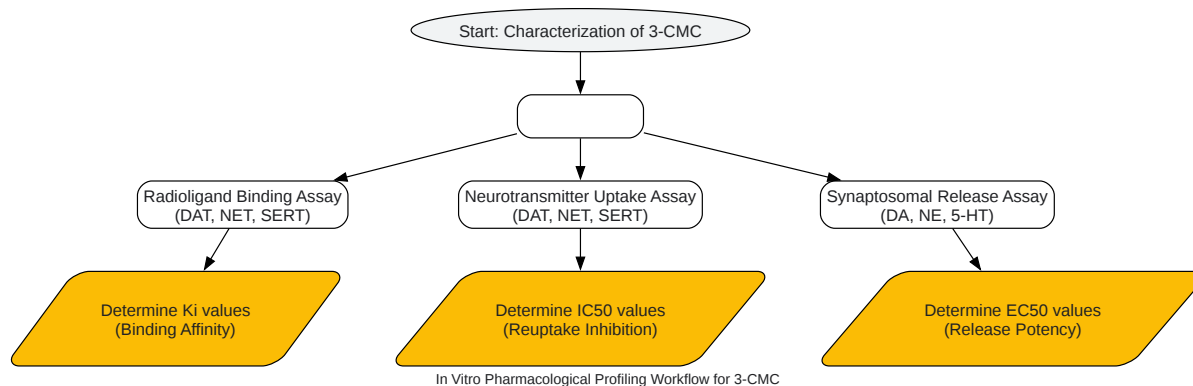 Start: Characterization of 3-CMC
Radioligand Binding Assay
(DAT, NET, SERT)
Neurotransmitter Uptake Assay
(DAT, NET, SERT)
Synaptosomal Release Assay
(DA, NE, 5-HT)
Determine Ki values
(Binding Affinity)
Determine IC50 values
(Reuptake Inhibition)
Determine EC50 values
(Release Potency)
In Vitro Pharmacological Profiling Workflow for 3-CMC